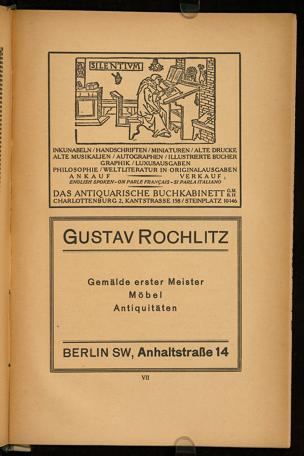 SILENTIVM
INKUNABELN / HANDSCHRIFTEN / MINIATUREN / ALTE DRUCKE
ALTE MUSIKALIEN / AUTOGRAPHEN / ILLUSTRIERTE BÜCHER
GRAPHIK / LUXUSAUSGABEN
PHILOSOPHIE / WELTLITERATUR IN ORIGINALAUSGABEN
ANKAUF VERKAUF
ENGLISH SPOKEN - ON PARLE FRANÇAIS - SI PARLA ITALIANO
DAS ANTIQUARISCHE BUCHKABINETT G.M.B.H
CHARLOTTENBURG 2, KANTSTRASSE 158 / STEINPLATZ 10146
GUSTAV ROCHLITZ
Gemälde erster Meister
Möbel
Antiquitäten
BERLIN SW, Anhaltstraße 14
VII